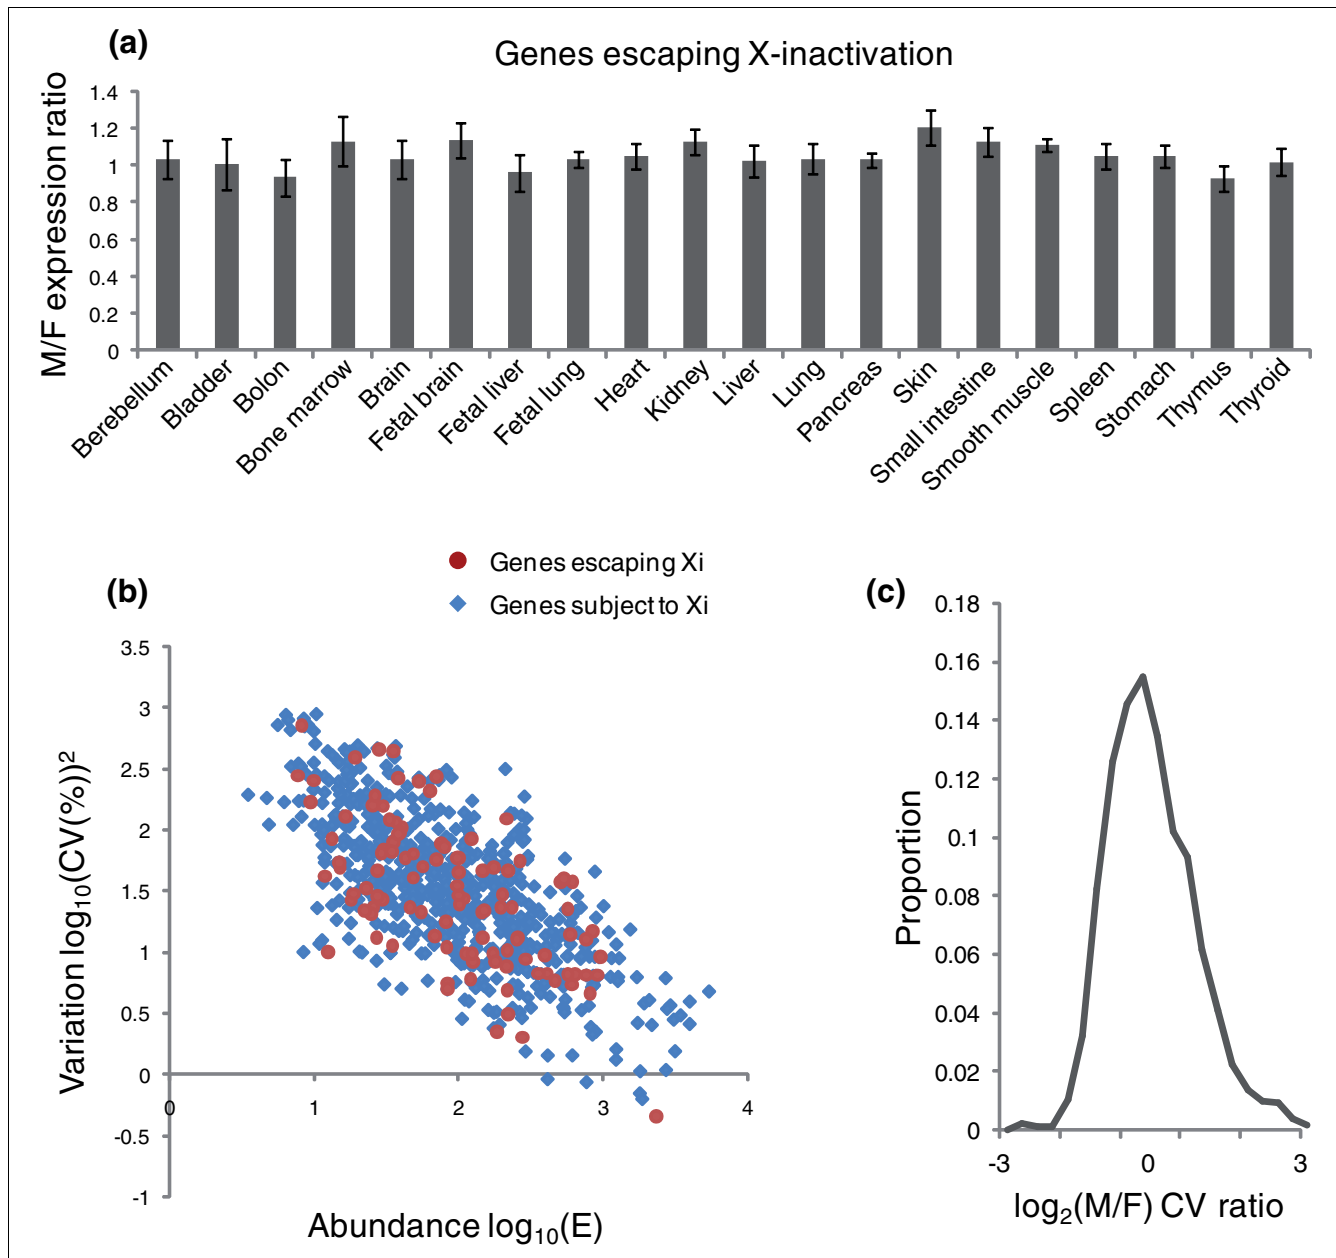 (a)
Genes escaping X-inactivation
M/F expression ratio
1.4
1.2
1
0.8
0.6
0.4
0.2
0
Berebellum
Bladder
Bolon
Bone marrow
Brain
Fetal brain
Fetal liver
Fetal lung
Heart
Kidney
Liver
Lung
Pancreas
Skin
Small intestine
Smooth muscle
Spleen
Stomach
Thymus
Thyroid
(b)
Genes escaping Xi
Genes subject to Xi
Variation log10(CV(%))2
3.5
3
2.5
2
1.5
1
0.5
0
-0.5
-1
0
1
2
3
4
Abundance log10(E)
(c)
Proportion
0.18
0.16
0.14
0.12
0.1
0.08
0.06
0.04
0.02
0
-3
0
3
log2(M/F) CV ratio